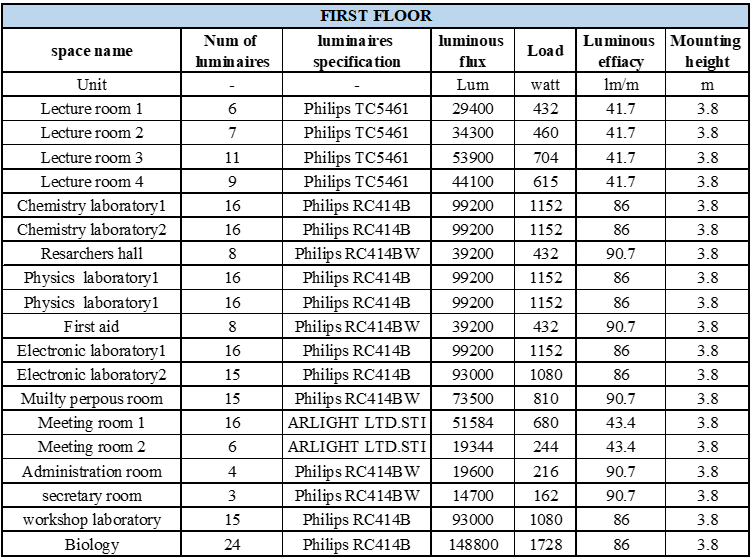 FIRST FLOOR
space name Num of luminaires luminaires specification luminous flux Load Luminous effiacy Mounting height
Unit - - Lum watt lm/m m
Lecture room 1 6 Philips TC5461 29400 432 41.7 3.8
Lecture room 2 7 Philips TC5461 34300 460 41.7 3.8
Lecture room 3 11 Philips TC5461 53900 704 41.7 3.8
Lecture room 4 9 Philips TC5461 44100 615 41.7 3.8
Chemistry laboratory1 16 Philips RC414B 99200 1152 86 3.8
Chemistry laboratory2 16 Philips RC414B 99200 1152 86 3.8
Resarchers hall 8 Philips RC414BW 39200 432 90.7 3.8
Physics laboratory1 16 Philips RC414B 99200 1152 86 3.8
Physics laboratory1 16 Philips RC414B 99200 1152 86 3.8
First aid 8 Philips RC414BW 39200 432 90.7 3.8
Electronic laboratory1 16 Philips RC414B 99200 1152 86 3.8
Electronic laboratory2 15 Philips RC414B 93000 1080 86 3.8
Muilty perpous room 15 Philips RC414BW 73500 810 90.7 3.8
Meeting room 1 16 ARLIGHT LTD.STI 51584 680 43.4 3.8
Meeting room 2 6 ARLIGHT LTD.STI 19344 244 43.4 3.8
Administration room 4 Philips RC414BW 19600 216 90.7 3.8
secretary room 3 Philips RC414BW 14700 162 90.7 3.8
workshop laboratory 15 Philips RC414B 93000 1080 86 3.8
Biology 24 Philips RC414B 148800 1728 86 3.8